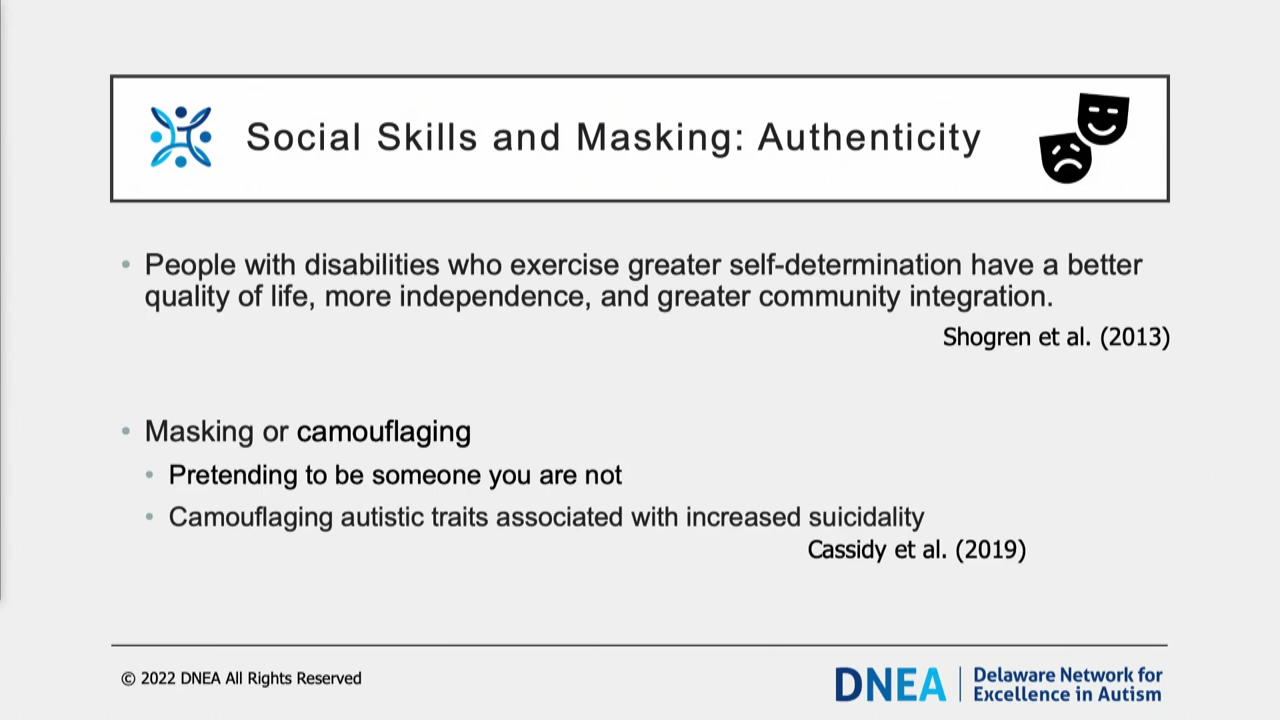 Social Skills and Masking: Authenticity
• People with disabilities who exercise greater self-determination have a better
quality of life, more independence, and greater community integration.
Shogren et al. (2013)
• Masking or camouflaging
• Pretending to be someone you are not
• Camouflaging autistic traits associated with increased suicidality
Cassidy et al. (2019)
© 2022 DNEA All Rights Reserved
DNEA
Delaware Network for
Excellence in Autism